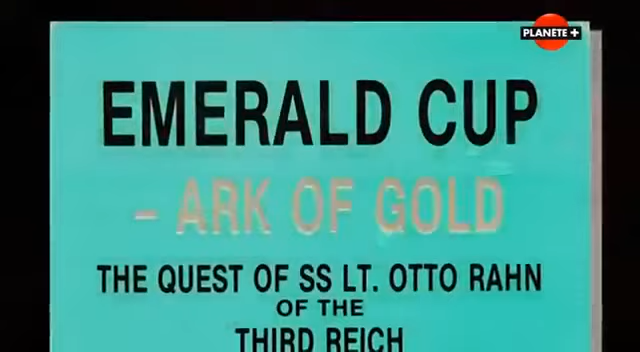 PLANETE +
EMERALD CUP
– ARK OF GOLD
THE QUEST OF SS LT. OTTO RAHN
OF THE
THIRD REICH